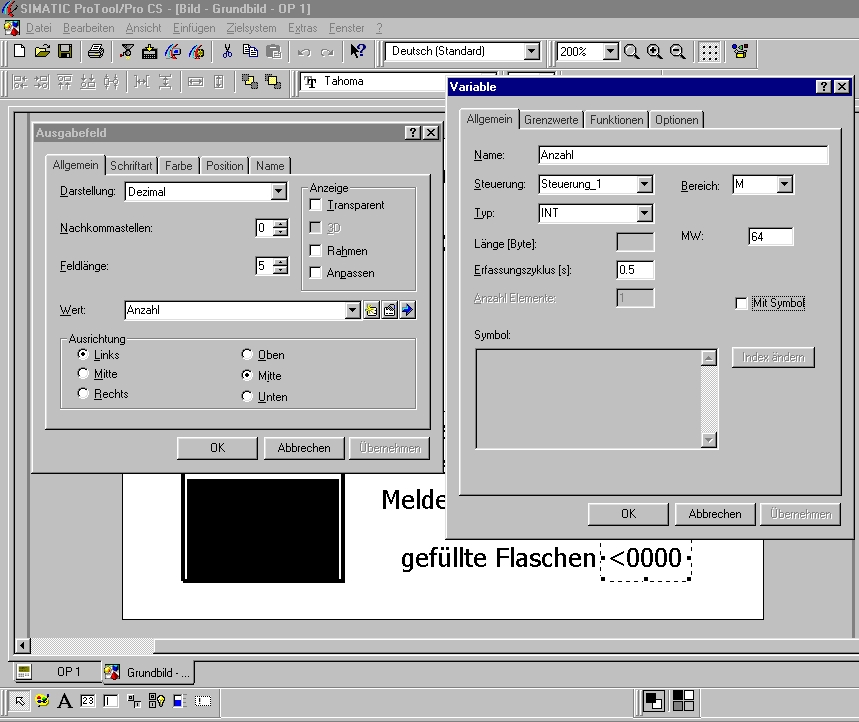 SIMATIC ProTool/Pro CS - [Bild - Grundbild - OP 1]
Datei Bearbeiten Ansicht Einfügen Zielsystem Extras Fenster ?
Deutsch (Standard) 200%
Tahoma
Ausgabefeld
Allgemein Schriftart Farbe Position Name
Darstellung: Dezimal
Anzeige
Transparent
Nachkommastellen: 0
3D
Rahmen
Feldlänge: 5
Anpassen
Wert: Anzahl
Ausrichtung
Links Oben
Mitte Mitte
Rechts Unten
OK Abbrechen Übernehmen
Variable
Allgemein Grenzwerte Funktionen Optionen
Name: Anzahl
Steuerung: Steuerung_1 Bereich: M
Typ: INT
Länge [Byte]: MW: 64
Erfassungszyklus [s]: 0.5
Anzahl Elemente: 1
Mit Symbol
Symbol:
Index ändern
OK Abbrechen Übernehmen
Melde
gefüllte Flaschen <0000
OP 1 Grundbild - ...
A 23